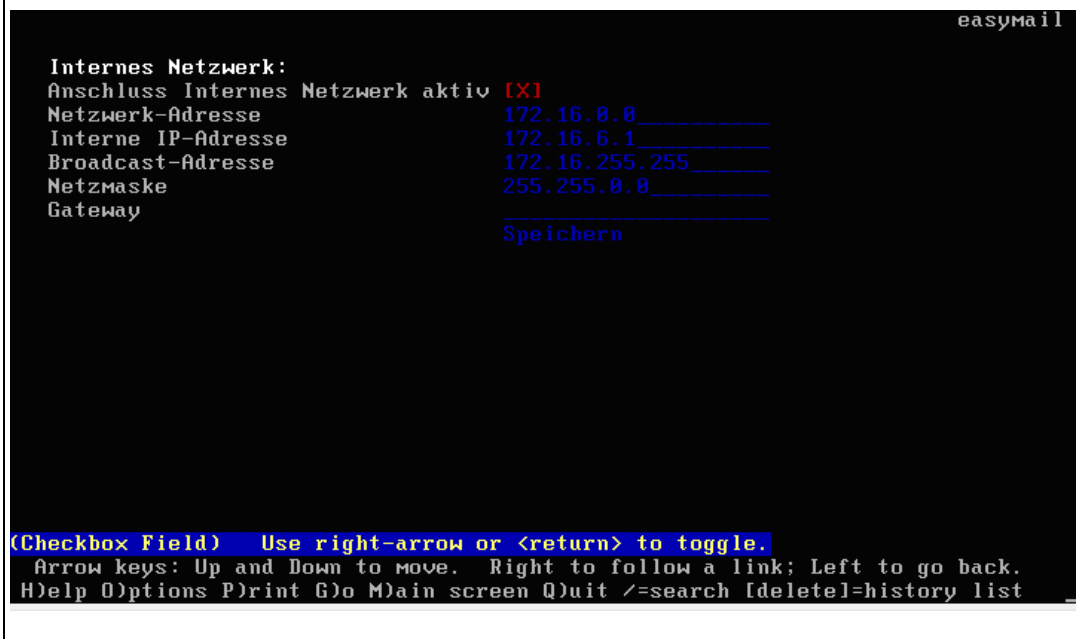 easymail
Internes Netzwerk:
Anschluss Internes Netzwerk aktiv [X]
Netzwerk-Adresse 172.16.0.0__________
Interne IP-Adresse 172.16.6.1__________
Broadcast-Adresse 172.16.255.255______
Netzmaske 255.255.0.0_________
Gateway ____________________
Speichern
(Checkbox Field) Use right-arrow or <return> to toggle.
Arrow keys: Up and Down to move. Right to follow a link; Left to go back.
H)elp O)ptions P)rint G)o M)ain screen Q)uit /=search [delete]=history list _